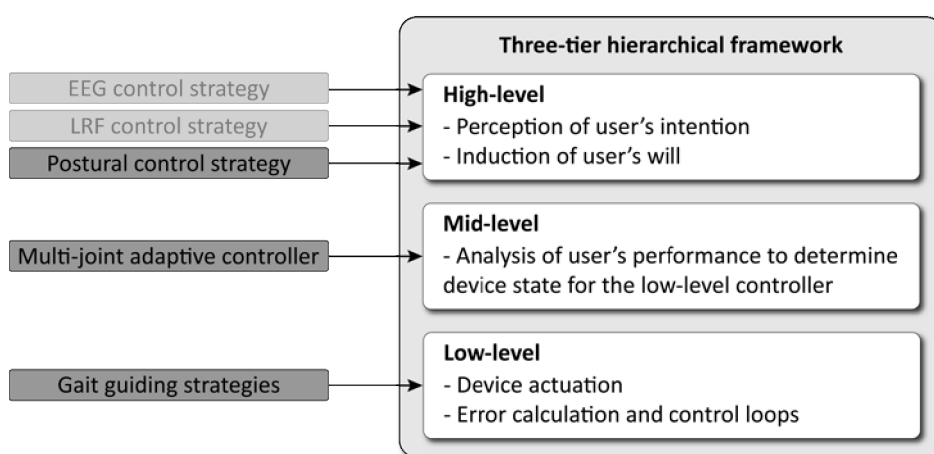 Three-tier hierarchical framework
EEG control strategy
LRF control strategy
Postural control strategy
High-level
- Perception of user’s intention
- Induction of user’s will
Multi-joint adaptive controller
Mid-level
- Analysis of user’s performance to determine
device state for the low-level controller
Gait guiding strategies
Low-level
- Device actuation
- Error calculation and control loops